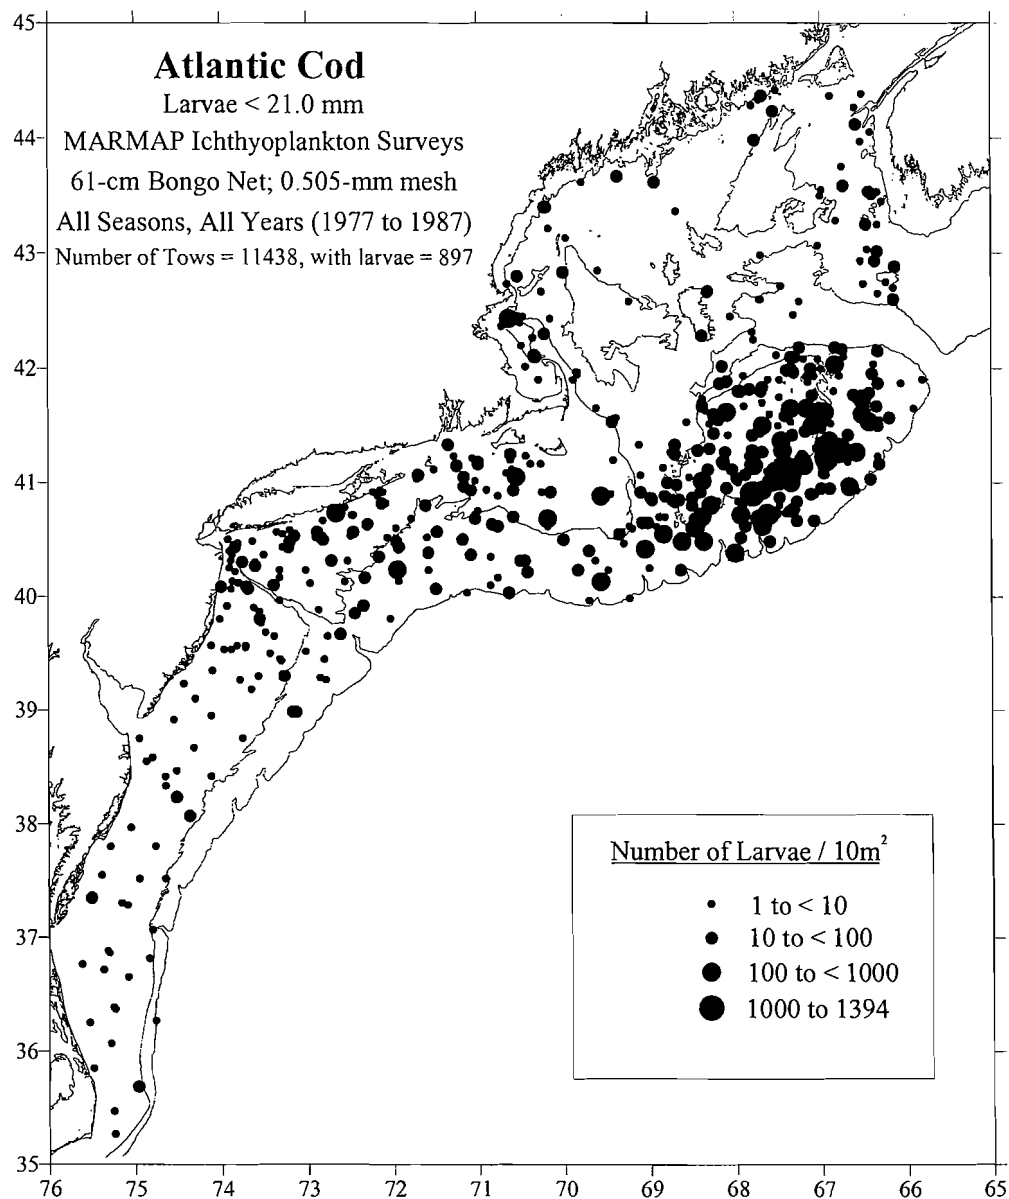 Atlantic Cod
Larvae < 21.0 mm
MARMAP Ichthyoplankton Surveys
61-cm Bongo Net; 0.505-mm mesh
All Seasons, All Years (1977 to 1987)
Number of Tows = 11438, with larvae = 897
45
44
43
42
41
40
39
38
37
36
35
Number of Larvae / 10m²
1 to < 10
10 to < 100
100 to < 1000
1000 to 1394
76 75 74 73 72 71 70 69 68 67 66 65